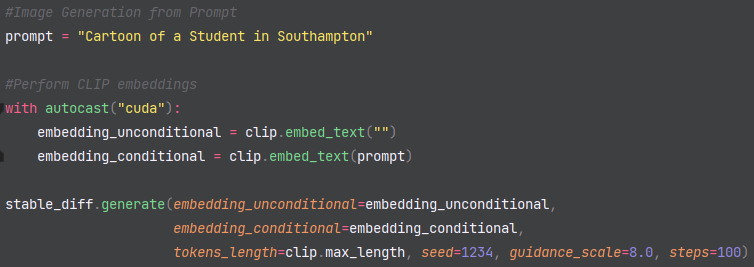 #Image Generation from Prompt
prompt = "Cartoon of a Student in Southampton"
#Perform CLIP embeddings
with autocast("cuda"):
    embedding_unconditional = clip.embed_text("")
    embedding_conditional = clip.embed_text(prompt)
stable_diff.generate(embedding_unconditional=embedding_unconditional,
                     embedding_conditional=embedding_conditional,
                     tokens_length=clip.max_length, seed=1234, guidance_scale=8.0, steps=100)